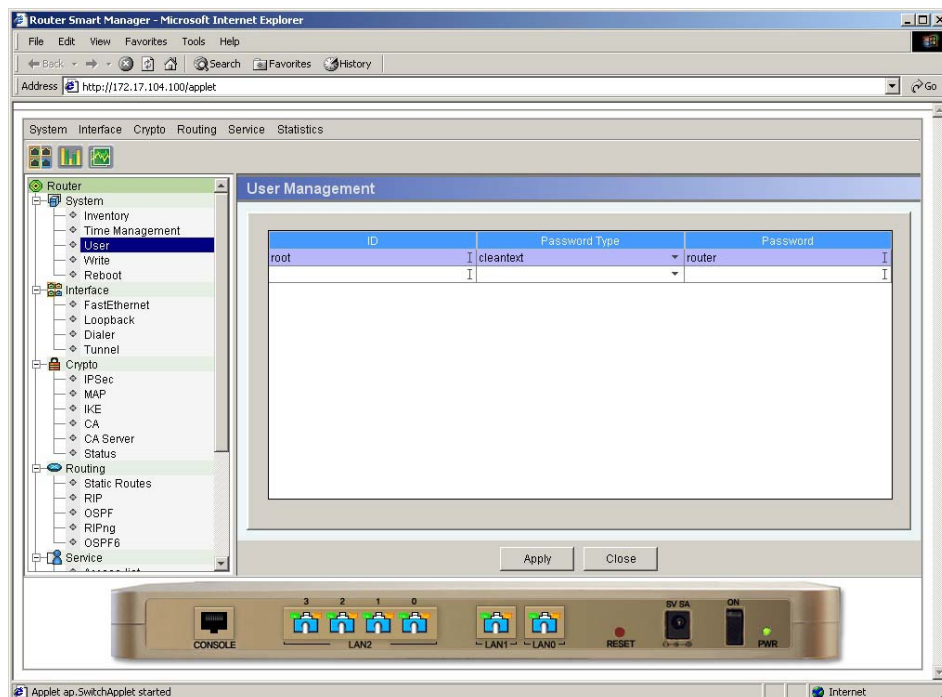 Router Smart Manager - Microsoft Internet Explorer
File Edit View Favorites Tools Help
Back Search Favorites History
Address http://172.17.104.100/applet Go
System Interface Crypto Routing Service Statistics
Router
System
Inventory
Time Management
User
Write
Reboot
Interface
FastEthernet
Loopback
Dialer
Tunnel
Crypto
IPSec
MAP
IKE
CA
CA Server
Status
Routing
Static Routes
RIP
OSPF
RIPng
OSPF6
Service
Access list
User Management
ID Password Type Password
root cleantext router
Apply Close
3 2 1 0
CONSOLE LAN2 LAN1 LAN0 RESET 5V 5A ON PWR
Applet ap.SwitchApplet started Internet